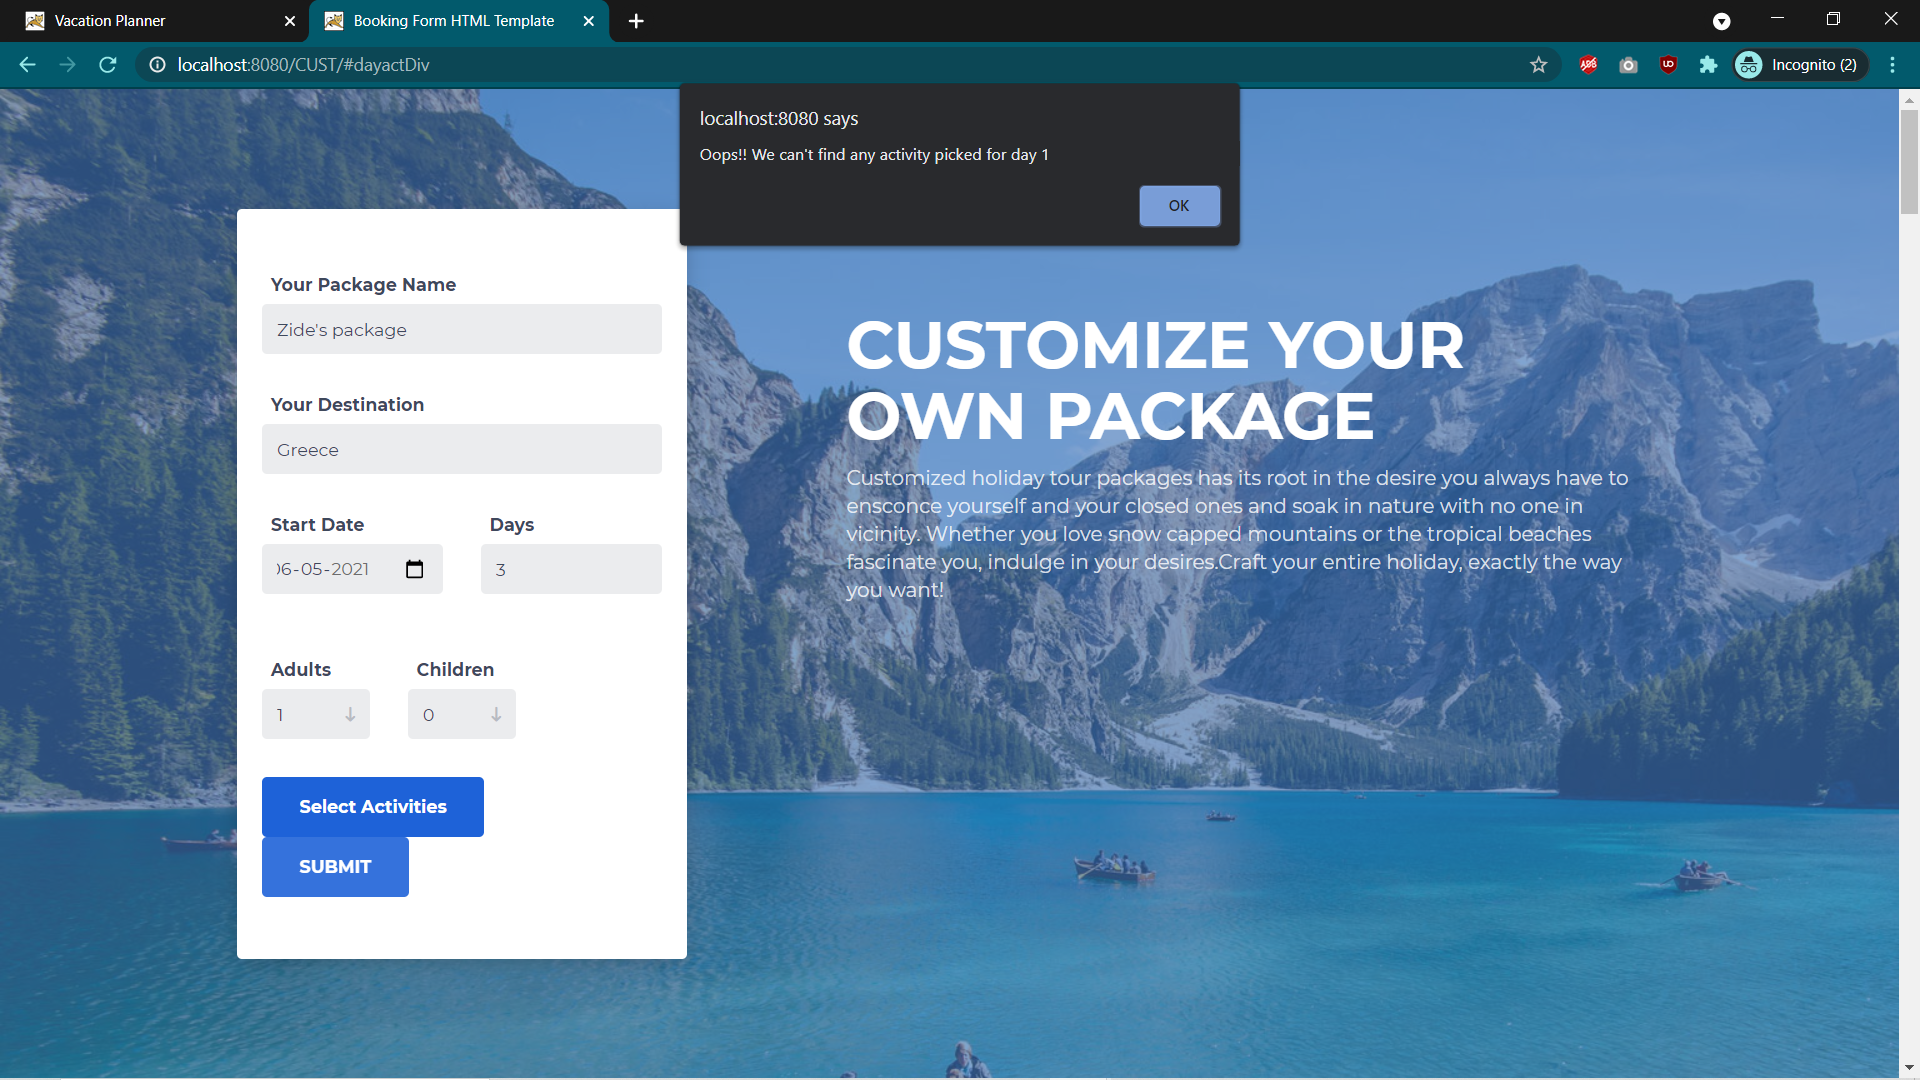 Vacation Planner
Booking Form HTML Template
localhost:8080/CUST/#dayactDiv
Incognito (2)
localhost:8080 says
Oops!! We can't find any activity picked for day 1
OK
Your Package Name
Zide's package
Your Destination
Greece
Start Date
Days
06-05-2021
3
Adults
Children
1
0
Select Activities
SUBMIT
CUSTOMIZE YOUR
OWN PACKAGE
Customized holiday tour packages has its root in the desire you always have to
ensconce yourself and your closed ones and soak in nature with no one in
vicinity. Whether you love snow capped mountains or the tropical beaches
fascinate you, indulge in your desires.Craft your entire holiday, exactly the way
you want!